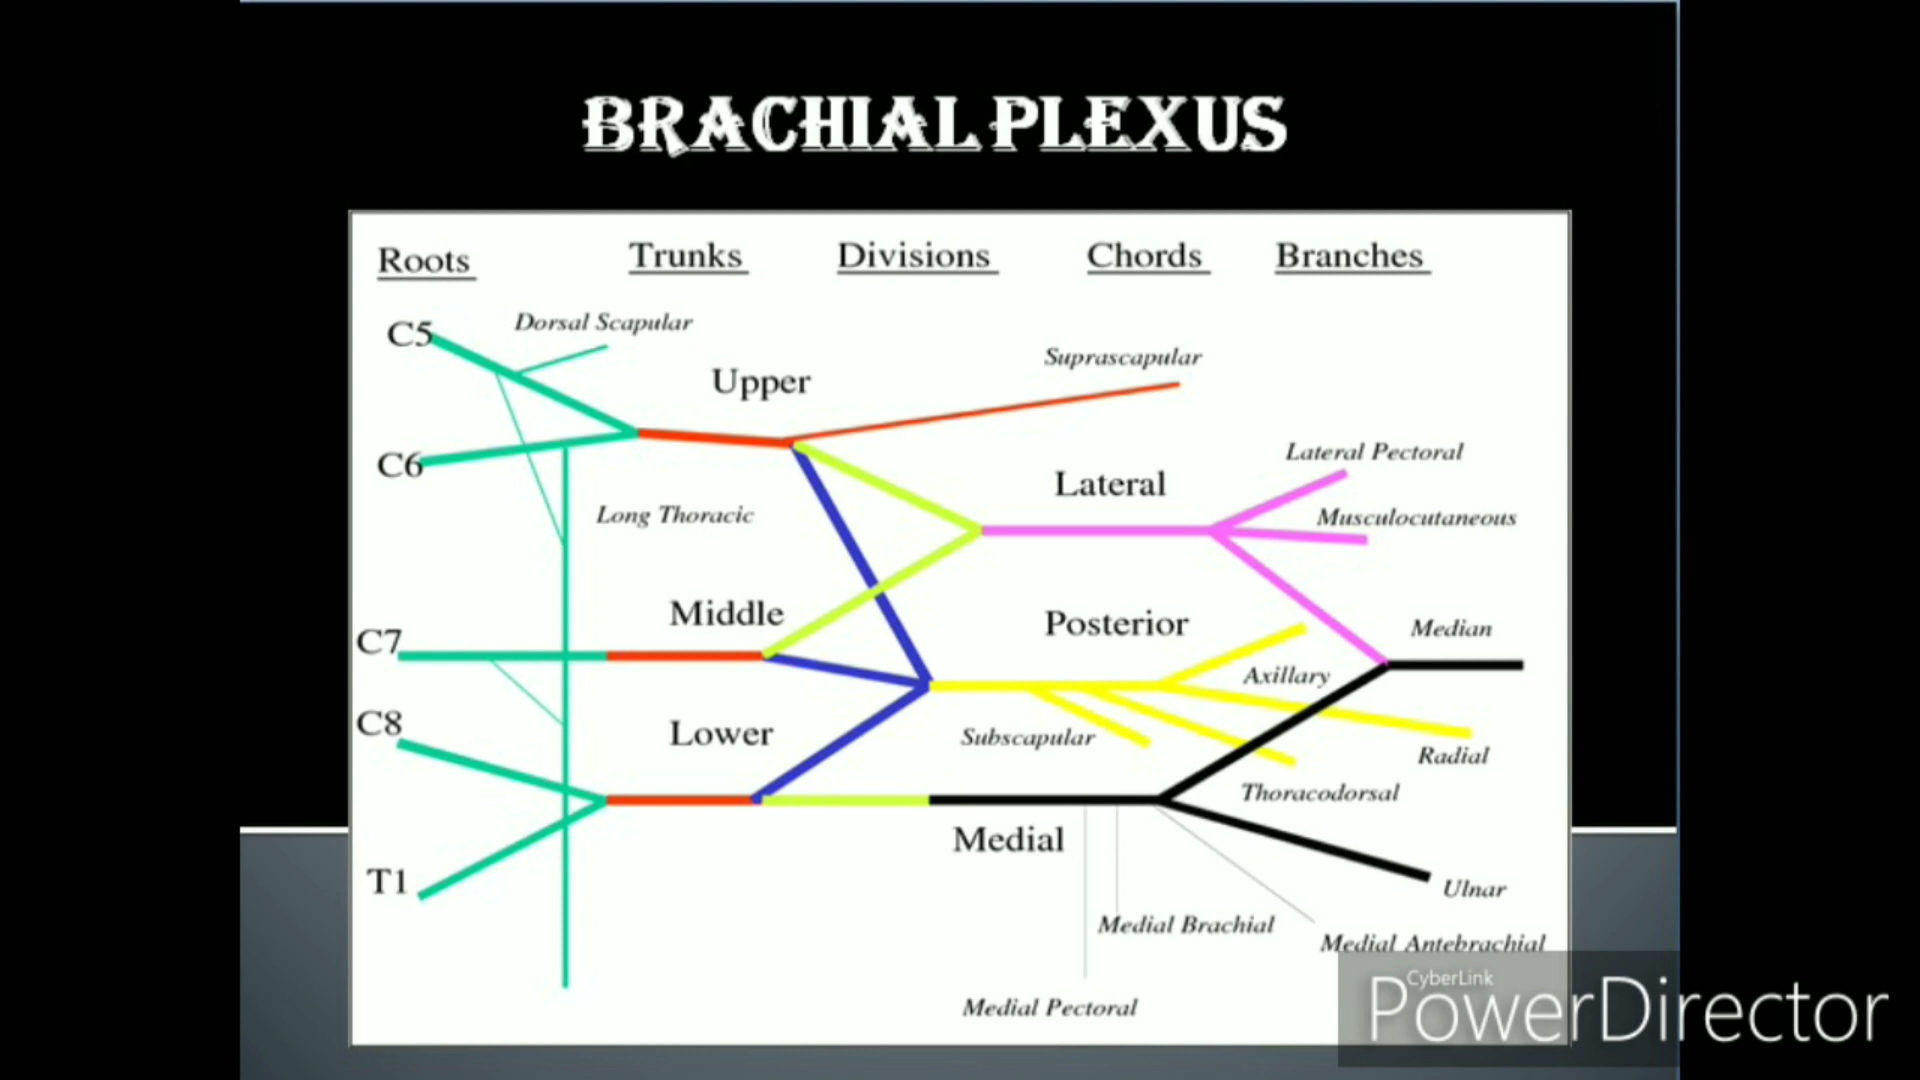 BRACHIAL PLEXUS
Roots Trunks Divisions Chords Branches
C5
Dorsal Scapular
Upper
Suprascapular
C6
Lateral Pectoral
Lateral
Long Thoracic
Musculocutaneous
Middle
Posterior
Median
C7
Axillary
C8
Lower
Subscapular
Radial
Thoracodorsal
Medial
T1
Ulnar
Medial Brachial
Medial Antebrachial
Medial Pectoral
CyberLink
PowerDirector